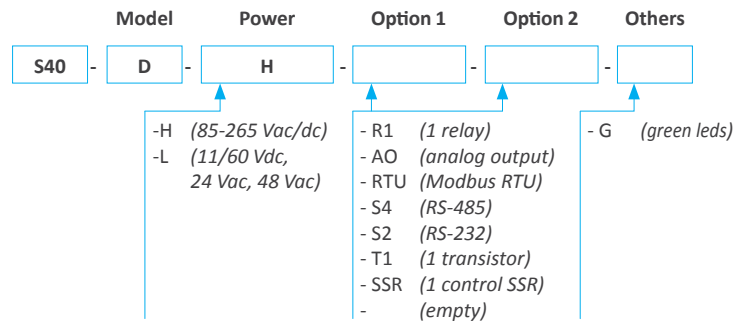 Model Power Option 1 Option 2 Others
S40 - D - H - - -
-H (85-265 Vac/dc)
-L (11/60 Vdc,
24 Vac, 48 Vac)
- R1 (1 relay)
- AO (analog output)
- RTU (Modbus RTU)
- S4 (RS-485)
- S2 (RS-232)
- T1 (1 transistor)
- SSR (1 control SSR)
- (empty)
- G (green leds)